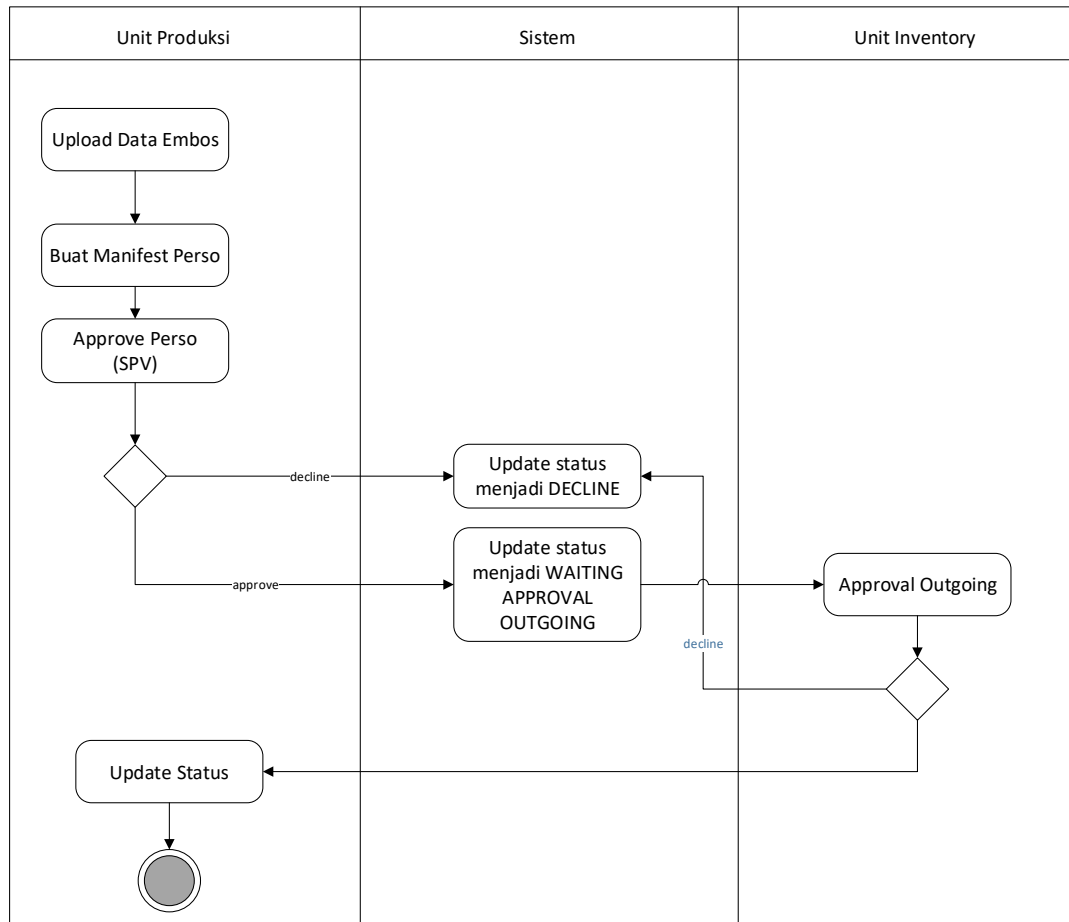 Unit Produksi
Sistem
Unit Inventory
Upload Data Embos
Buat Manifest Perso
Approve Perso
(SPV)
decline
Update status
menjadi DECLINE
approve
Update status
menjadi WAITING
APPROVAL
OUTGOING
Approval Outgoing
decline
Update Status